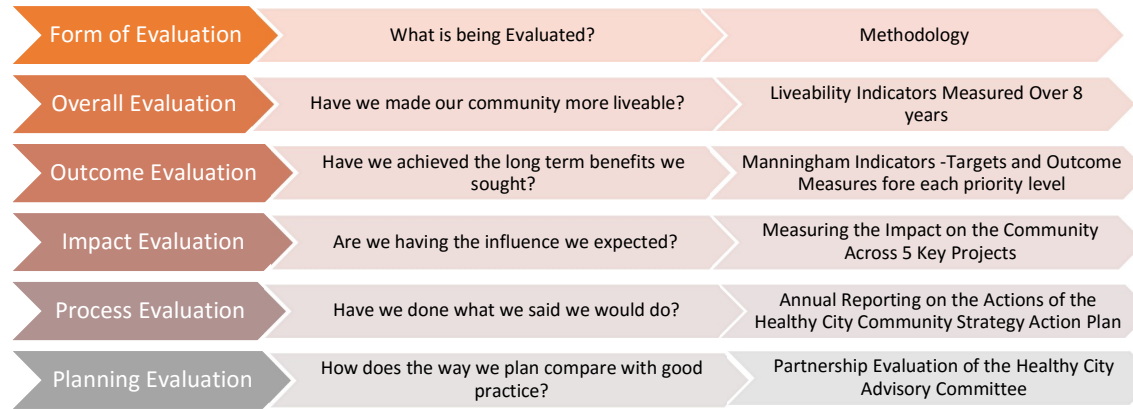 Form of Evaluation
What is being Evaluated?
Methodology
Overall Evaluation
Have we made our community more liveable?
Liveability Indicators Measured Over 8
years
Outcome Evaluation
Have we achieved the long term benefits we
sought?
Manningham Indicators -Targets and Outcome
Measures fore each priority level
Impact Evaluation
Are we having the influence we expected?
Measuring the Impact on the Community
Across 5 Key Projects
Process Evaluation
Have we done what we said we would do?
Annual Reporting on the Actions of the
Healthy City Community Strategy Action Plan
Planning Evaluation
How does the way we plan compare with good
practice?
Partnership Evaluation of the Healthy City
Advisory Committee